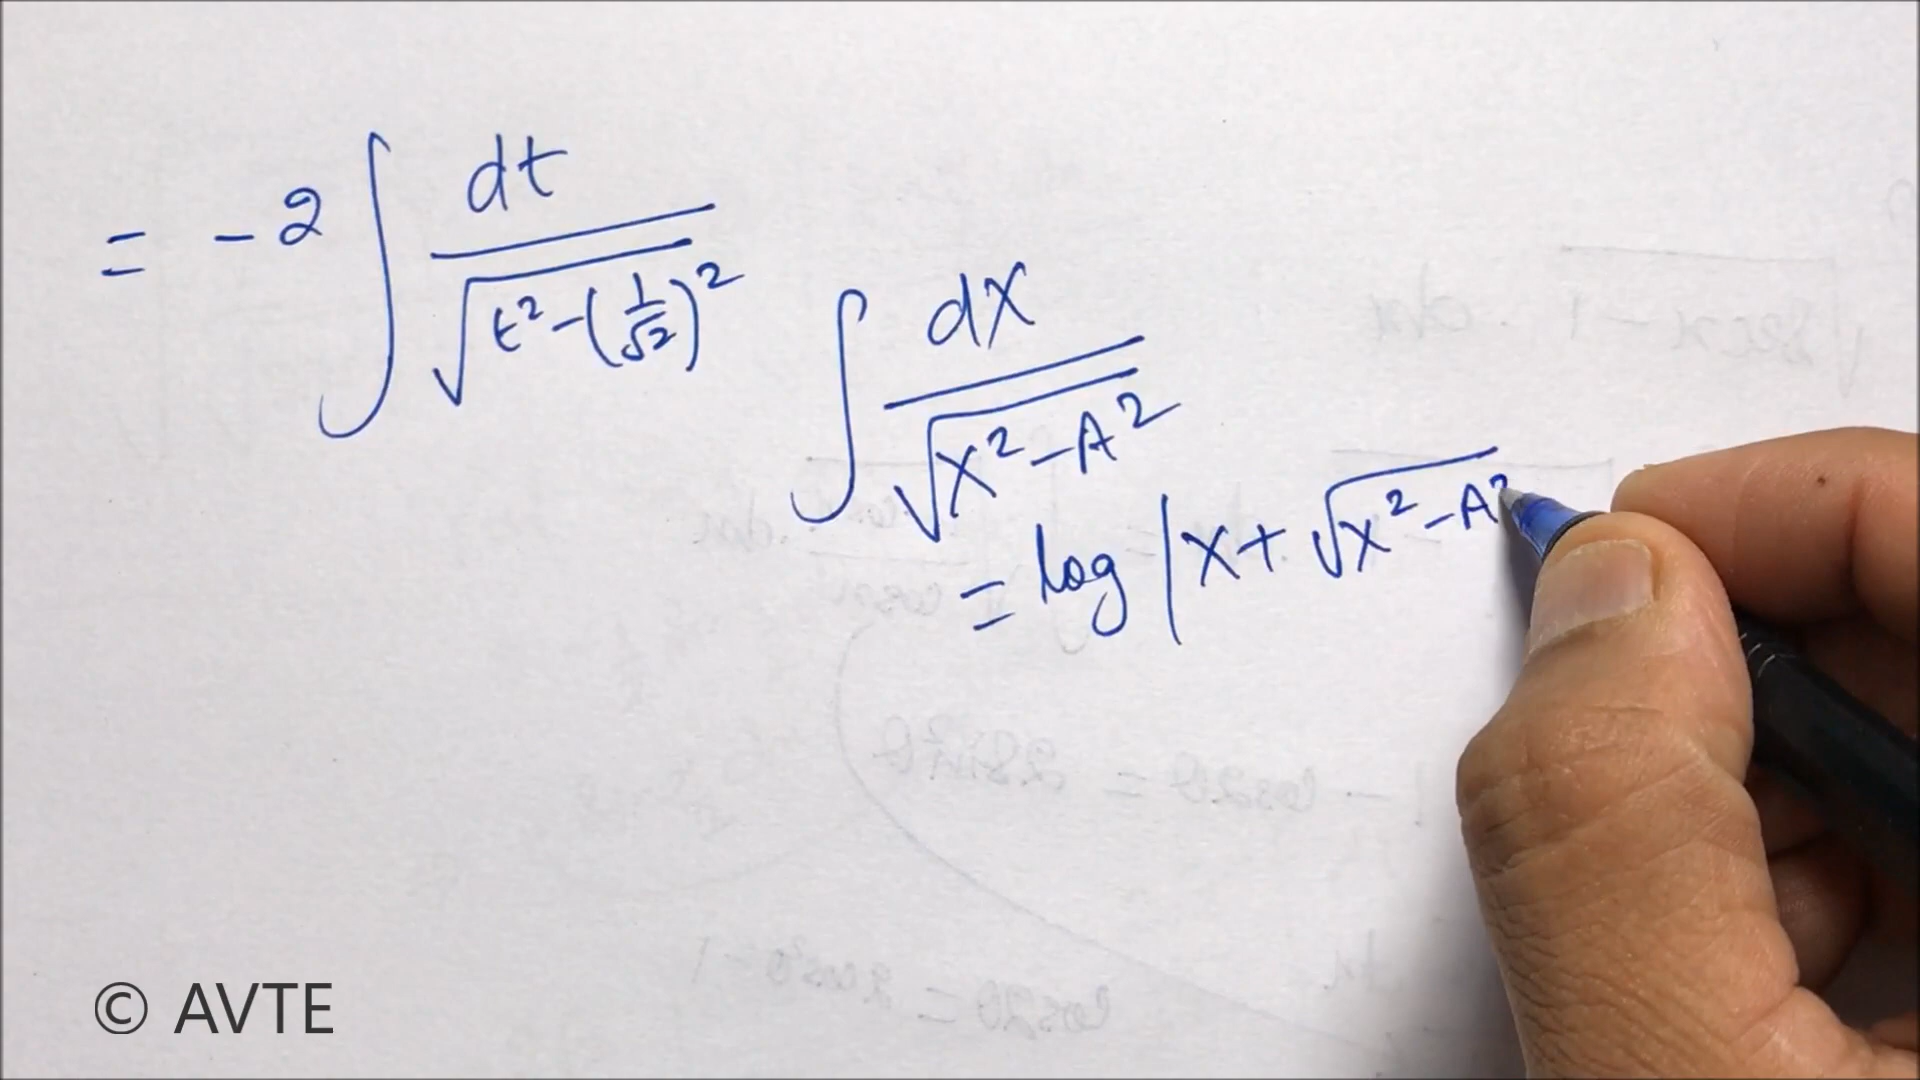 = -2 ∫ dt / √(t² - (1/√2)²)
∫ dX / √(X² - A²)
= log |X + √(X² - A²
© AVTE